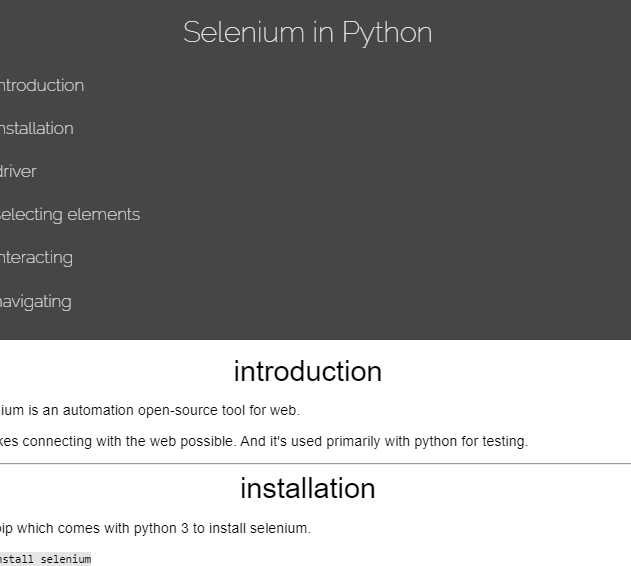 Selenium in Python
ntroduction
nstallation
driver
selecting elements
nteracting
navigating
introduction
ium is an automation open-source tool for web.
kes connecting with the web possible. And it's used primarily with python for testing.
installation
pip which comes with python 3 to install selenium.
nstall selenium